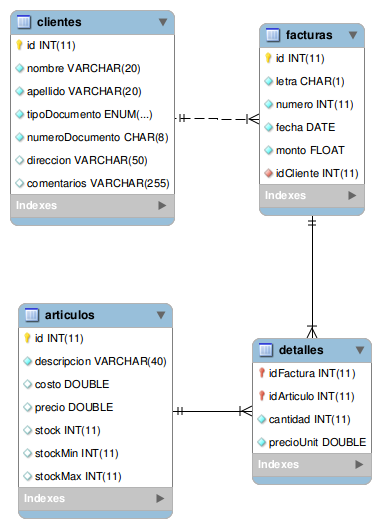 clientes
id INT(11)
nombre VARCHAR(20)
apellido VARCHAR(20)
tipoDocumento ENUM(...)
numeroDocumento CHAR(8)
direccion VARCHAR(50)
comentarios VARCHAR(255)
Indexes
facturas
id INT(11)
letra CHAR(1)
numero INT(11)
fecha DATE
monto FLOAT
idCliente INT(11)
Indexes
articulos
id INT(11)
descripcion VARCHAR(40)
costo DOUBLE
precio DOUBLE
stock INT(11)
stockMin INT(11)
stockMax INT(11)
Indexes
detalles
idFactura INT(11)
idArticulo INT(11)
cantidad INT(11)
precioUnit DOUBLE
Indexes